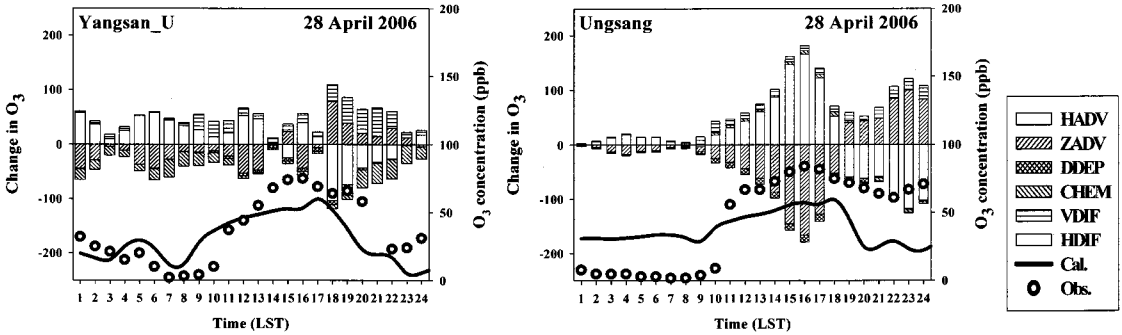 Yangsan_U 28 April 2006
Change in O3
200
100
0
-100
-200
O3 concentration (ppb)
200
150
100
50
0
1 2 3 4 5 6 7 8 9 10 11 12 13 14 15 16 17 18 19 20 21 22 23 24
Time (LST)
Ungsang 28 April 2006
Change in O3
200
100
0
-100
-200
O3 concentration (ppb)
200
150
100
50
0
1 2 3 4 5 6 7 8 9 10 11 12 13 14 15 16 17 18 19 20 21 22 23 24
Time (LST)
HADV
ZADV
DDEP
CHEM
VDIF
HDIF
Cal.
Obs.